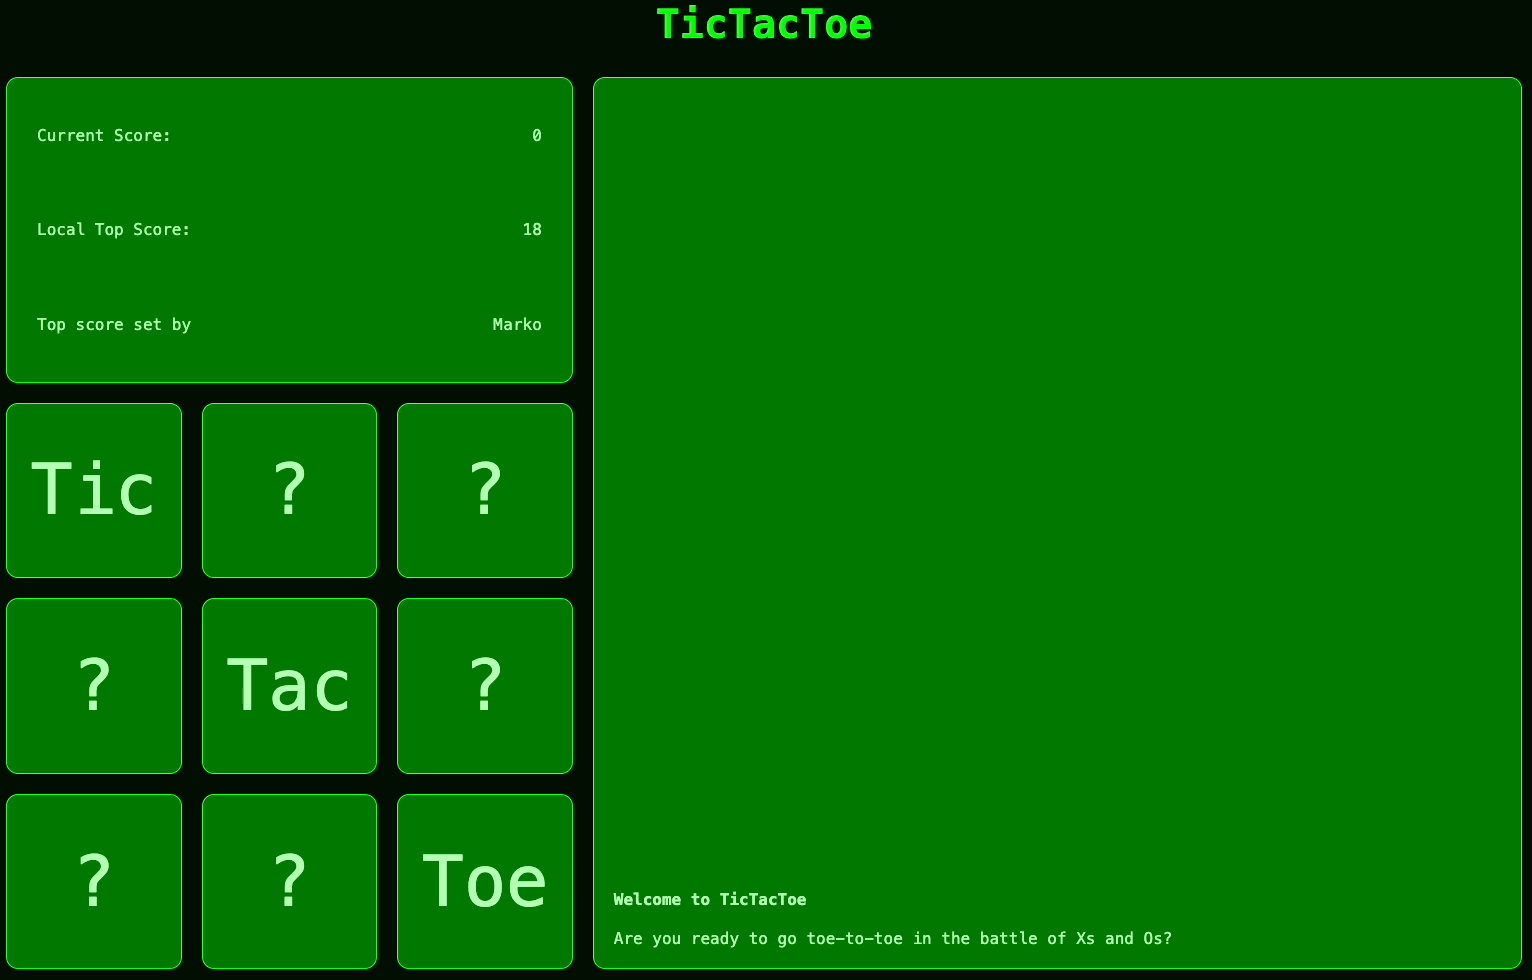 TicTacToe
Current Score: 0
Local Top Score: 18
Top score set by Marko
Tic ? ?
? Tac ?
? ? Toe
Welcome to TicTacToe
Are you ready to go toe-to-toe in the battle of Xs and Os?